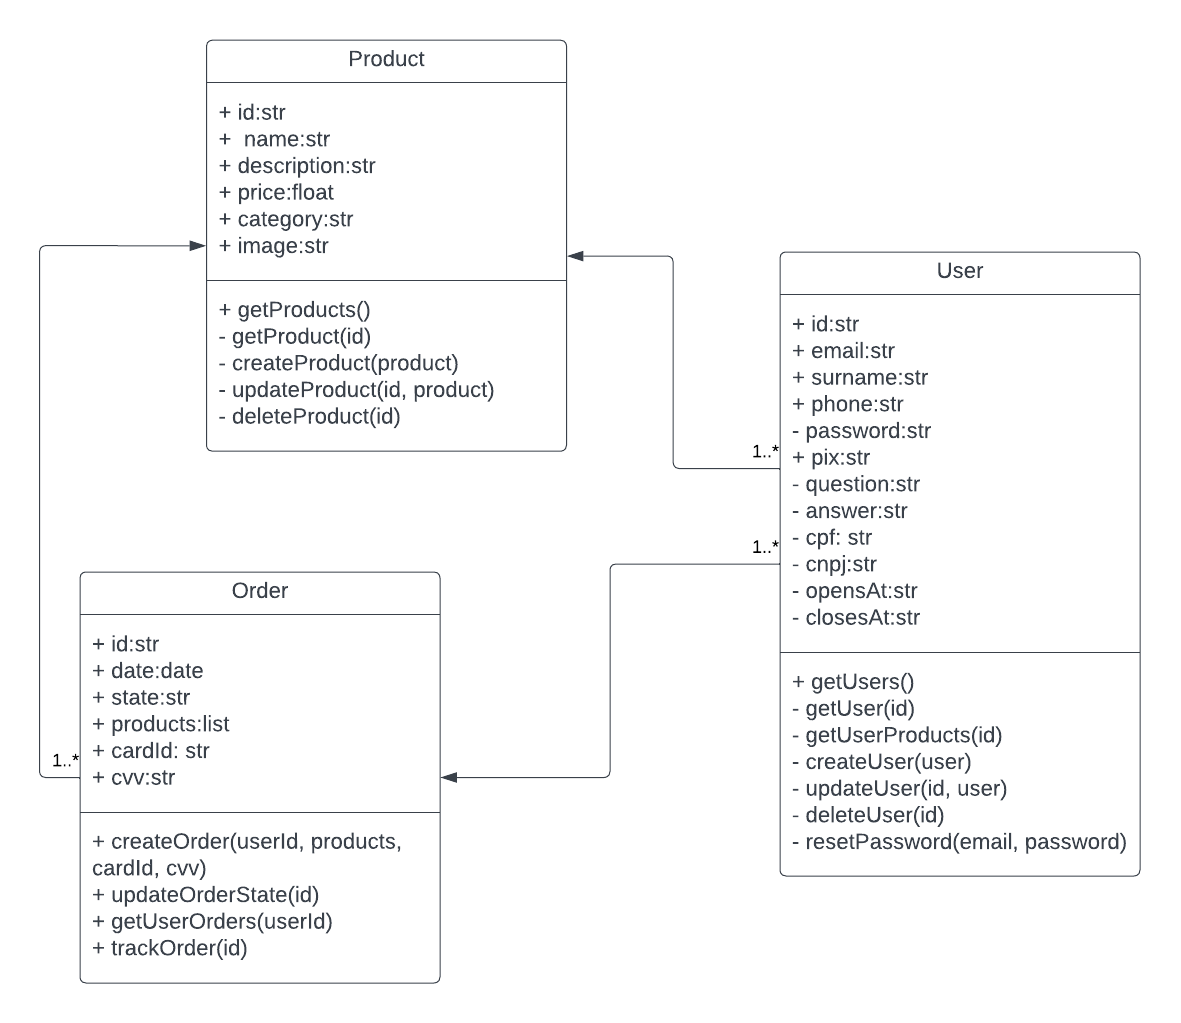 Product
+ id:str
+  name:str
+ description:str
+ price:float
+ category:str
+ image:str
+ getProducts()
- getProduct(id)
- createProduct(product)
- updateProduct(id, product)
- deleteProduct(id)
User
+ id:str
+ email:str
+ surname:str
+ phone:str
- password:str
+ pix:str
- question:str
- answer:str
- cpf: str
- cnpj:str
- opensAt:str
- closesAt:str
+ getUsers()
- getUser(id)
- getUserProducts(id)
- createUser(user)
- updateUser(id, user)
- deleteUser(id)
- resetPassword(email, password)
1..*
1..*
Order
+ id:str
+ date:date
+ state:str
+ products:list
+ cardId: str
+ cvv:str
+ createOrder(userId, products,
cardId, cvv)
+ updateOrderState(id)
+ getUserOrders(userId)
+ trackOrder(id)
1..*